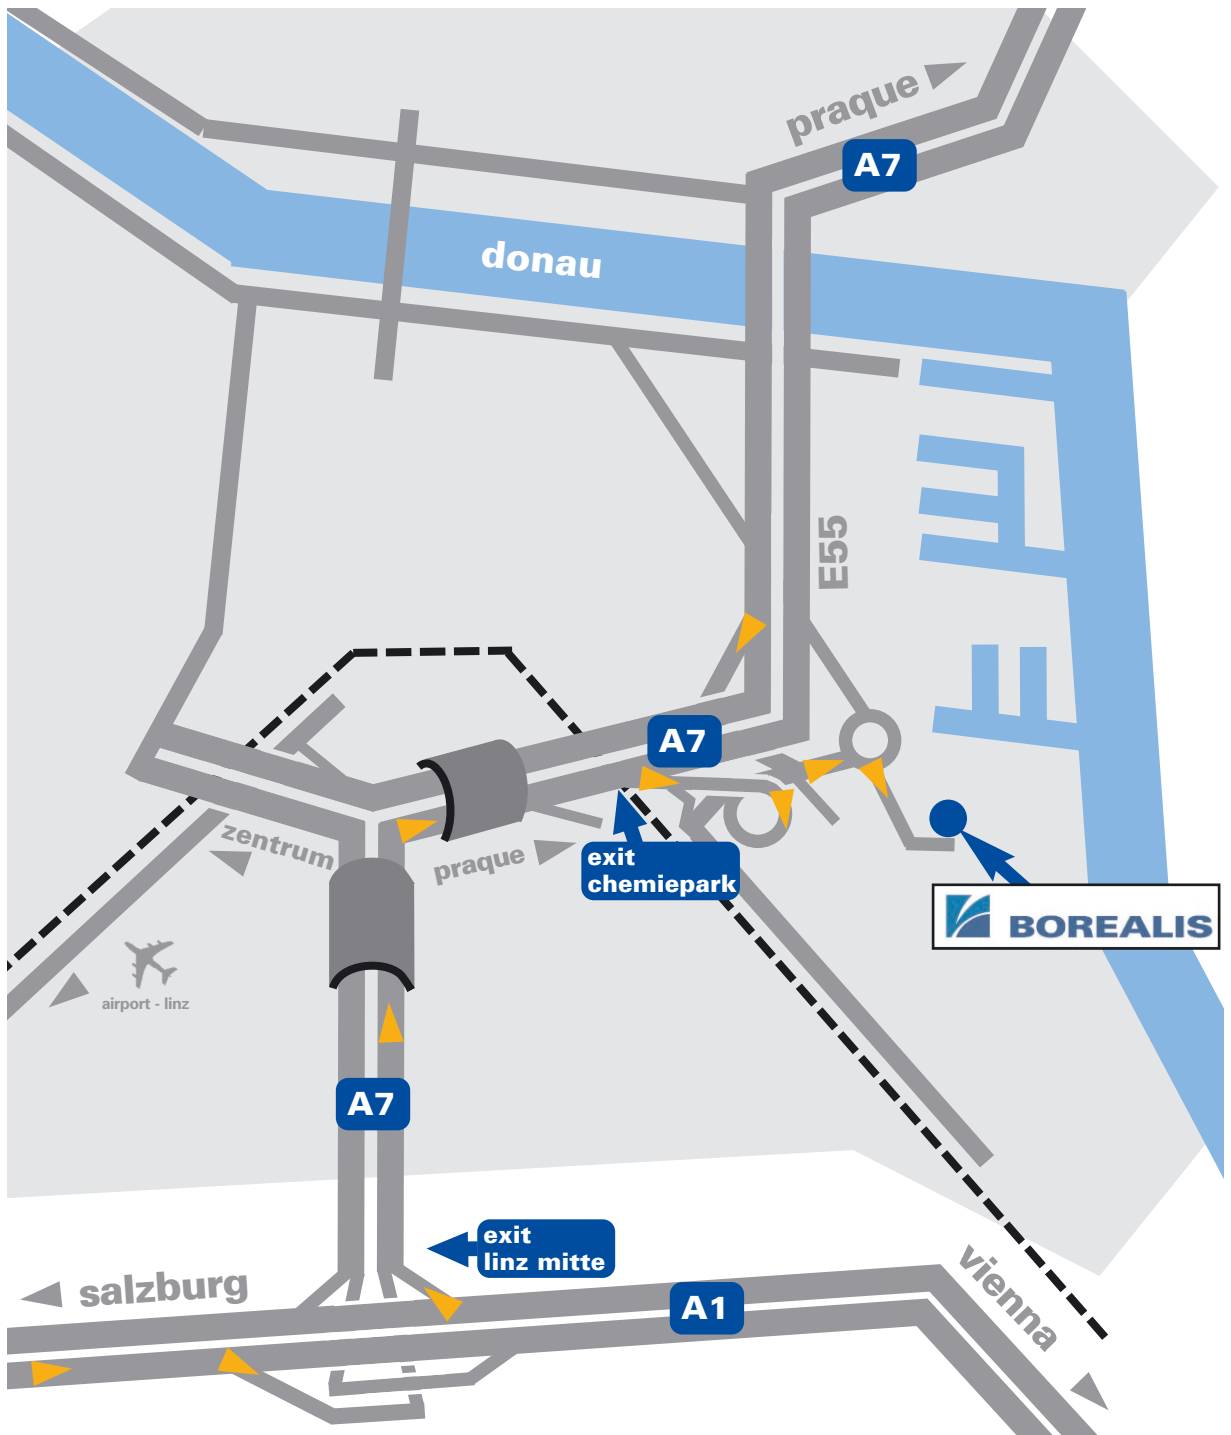 praque
A7
donau
E55
A7
zentrum
praque
exit
chemiepark
BOREALIS
airport - linz
A7
exit
linz mitte
salzburg
A1
vienna